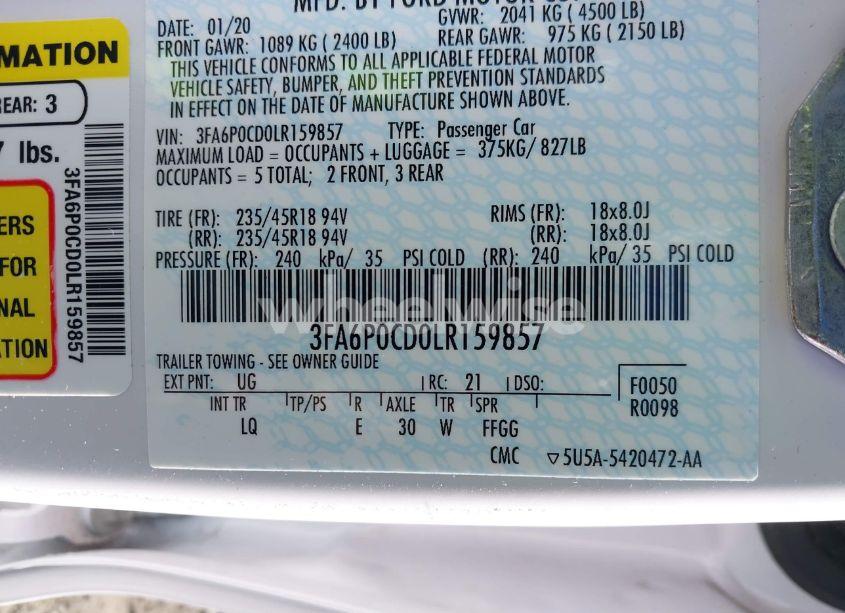 MFD. BY FORD MOTOR CO.
DATE: 01/20 GVWR: 2041 KG ( 4500 LB)
FRONT GAWR: 1089 KG ( 2400 LB) REAR GAWR: 975 KG ( 2150 LB)
THIS VEHICLE CONFORMS TO ALL APPLICABLE FEDERAL MOTOR
VEHICLE SAFETY, BUMPER, AND THEFT PREVENTION STANDARDS
IN EFFECT ON THE DATE OF MANUFACTURE SHOWN ABOVE.
VIN: 3FA6P0CD0LR159857 TYPE: Passenger Car
MAXIMUM LOAD = OCCUPANTS + LUGGAGE = 375KG/ 827LB
OCCUPANTS = 5 TOTAL; 2 FRONT, 3 REAR
TIRE (FR): 235/45R18 94V RIMS (FR): 18x8.0J
(RR): 235/45R18 94V (RR): 18x8.0J
PRESSURE (FR): 240 kPa/ 35 PSI COLD (RR): 240 kPa/ 35 PSI COLD
wheelwise
3FA6P0CD0LR159857
TRAILER TOWING - SEE OWNER GUIDE
EXT PNT: UG RC: 21 DSO: F0050
INT TR TP/PS R AXLE TR SPR R0098
LQ E 30 W FFGG
CMC 5U5A-5420472-AA
MATION
REAR: 3
7 lbs.
ERS
FOR
NAL
ATION
3FA6P0CD0LR159857